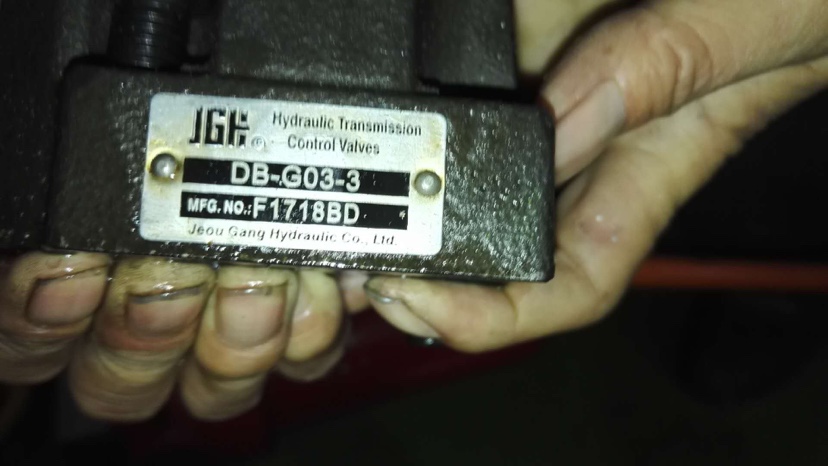 JGH ® Hydraulic Transmission
Control Valves
DB-G03-3
MFG. NO.: F1718BD
Jeou Gang Hydraulic Co., Ltd.